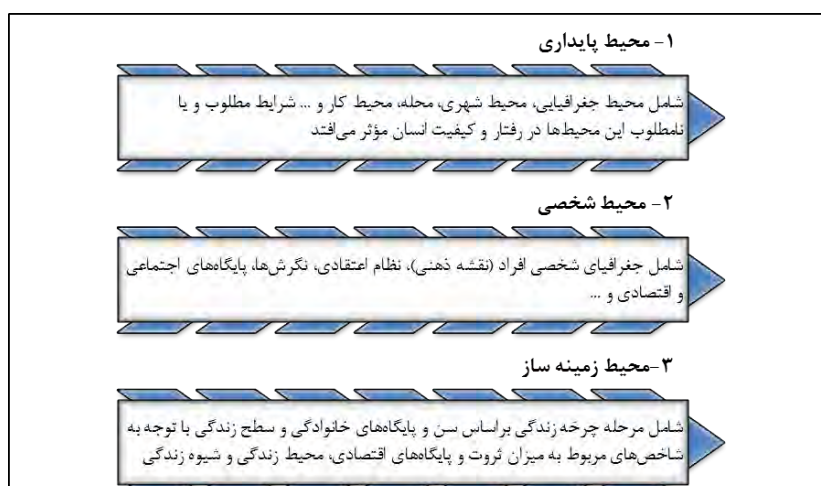 ۱- محیط پایداری
شامل محیط جغرافیایی، محیط شهری، محله، محیط کار و ... شرایط مطلوب و یا
نامطلوب این محیط‌ها در رفتار و کیفیت انسان مؤثر می‌افتد
۲- محیط شخصی
شامل جغرافیای شخصی افراد (نقشه ذهنی)، نظام اعتقادی، نگرش‌ها، پایگاه‌های اجتماعی
و اقتصادی و ...
۳-محیط زمینه ساز
شامل مرحله چرخه زندگی براساس سن و پایگاه‌های خانوادگی و سطح زندگی با توجه به
شاخص‌های مربوط به میزان ثروت و پایگاه‌های اقتصادی، محیط زندگی و شیوه زندگی